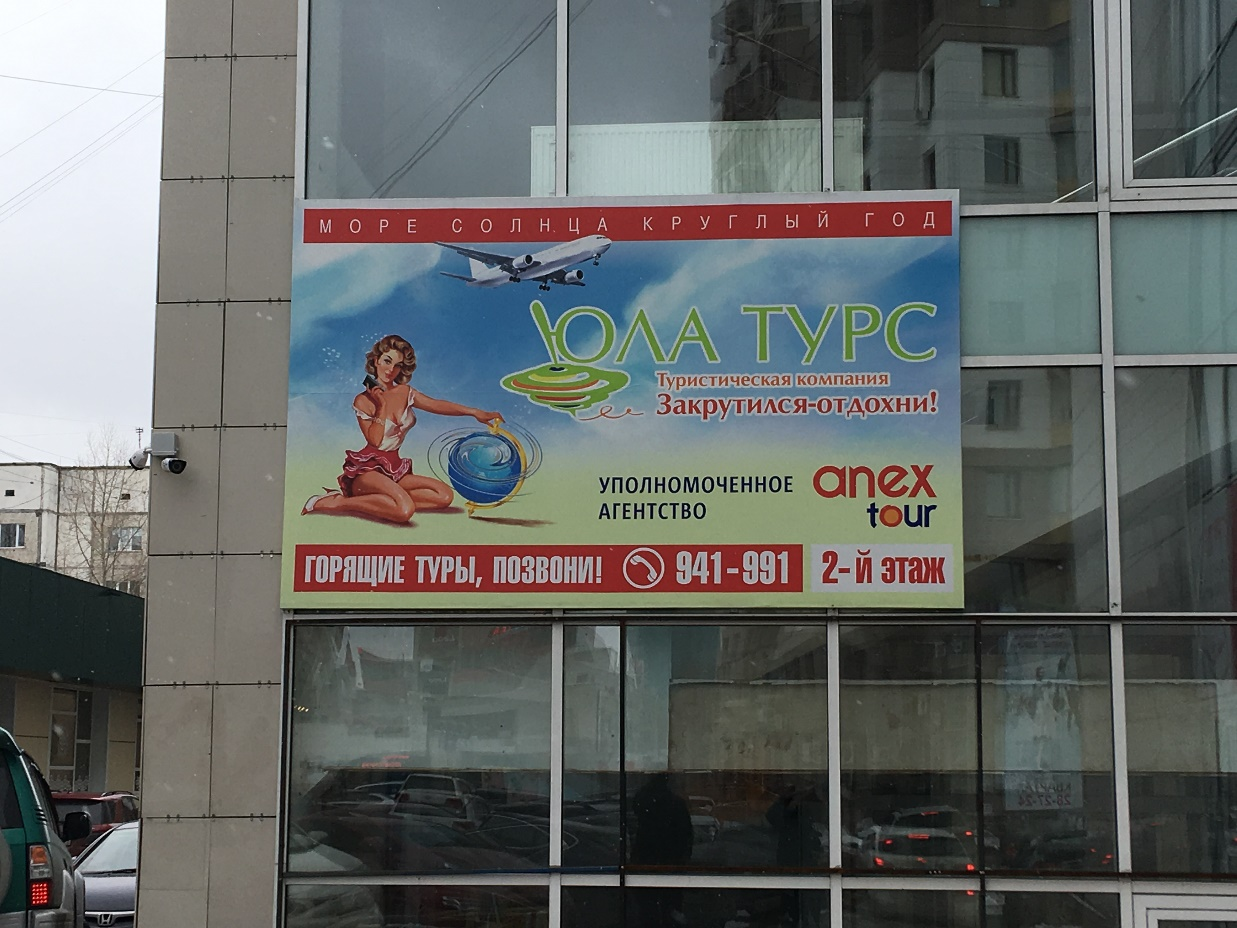 МОРЕ СОЛНЦА КРУГЛЫЙ ГОД
ЮЛА ТУРС
Туристическая компания
Закрутился-отдохни!
УПОЛНОМОЧЕННОЕ
АГЕНТСТВО
anex
tour
ГОРЯЩИЕ ТУРЫ, ПОЗВОНИ! 941-991 2-Й ЭТАЖ